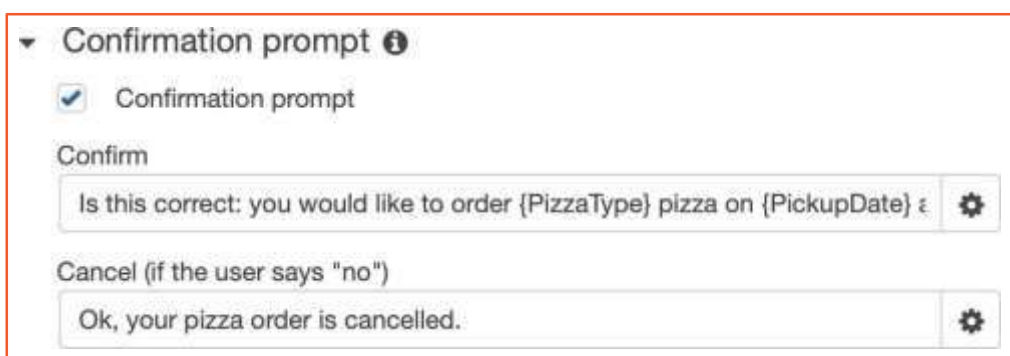 Confirmation prompt
Confirmation prompt
Confirm
Is this correct: you would like to order {PizzaType} pizza on {PickupDate}
Cancel (if the user says "no")
Ok, your pizza order is cancelled.